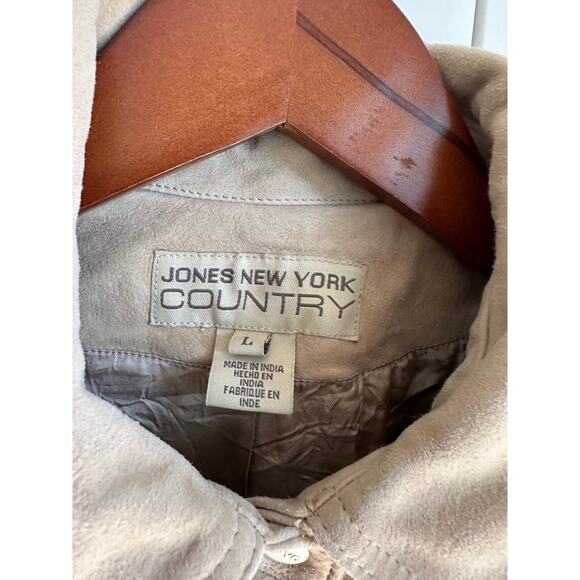 JONES NEW YORK
COUNTRY
L
MADE IN INDIA
HECHO EN
INDIA
FABRIQUE EN
INDE